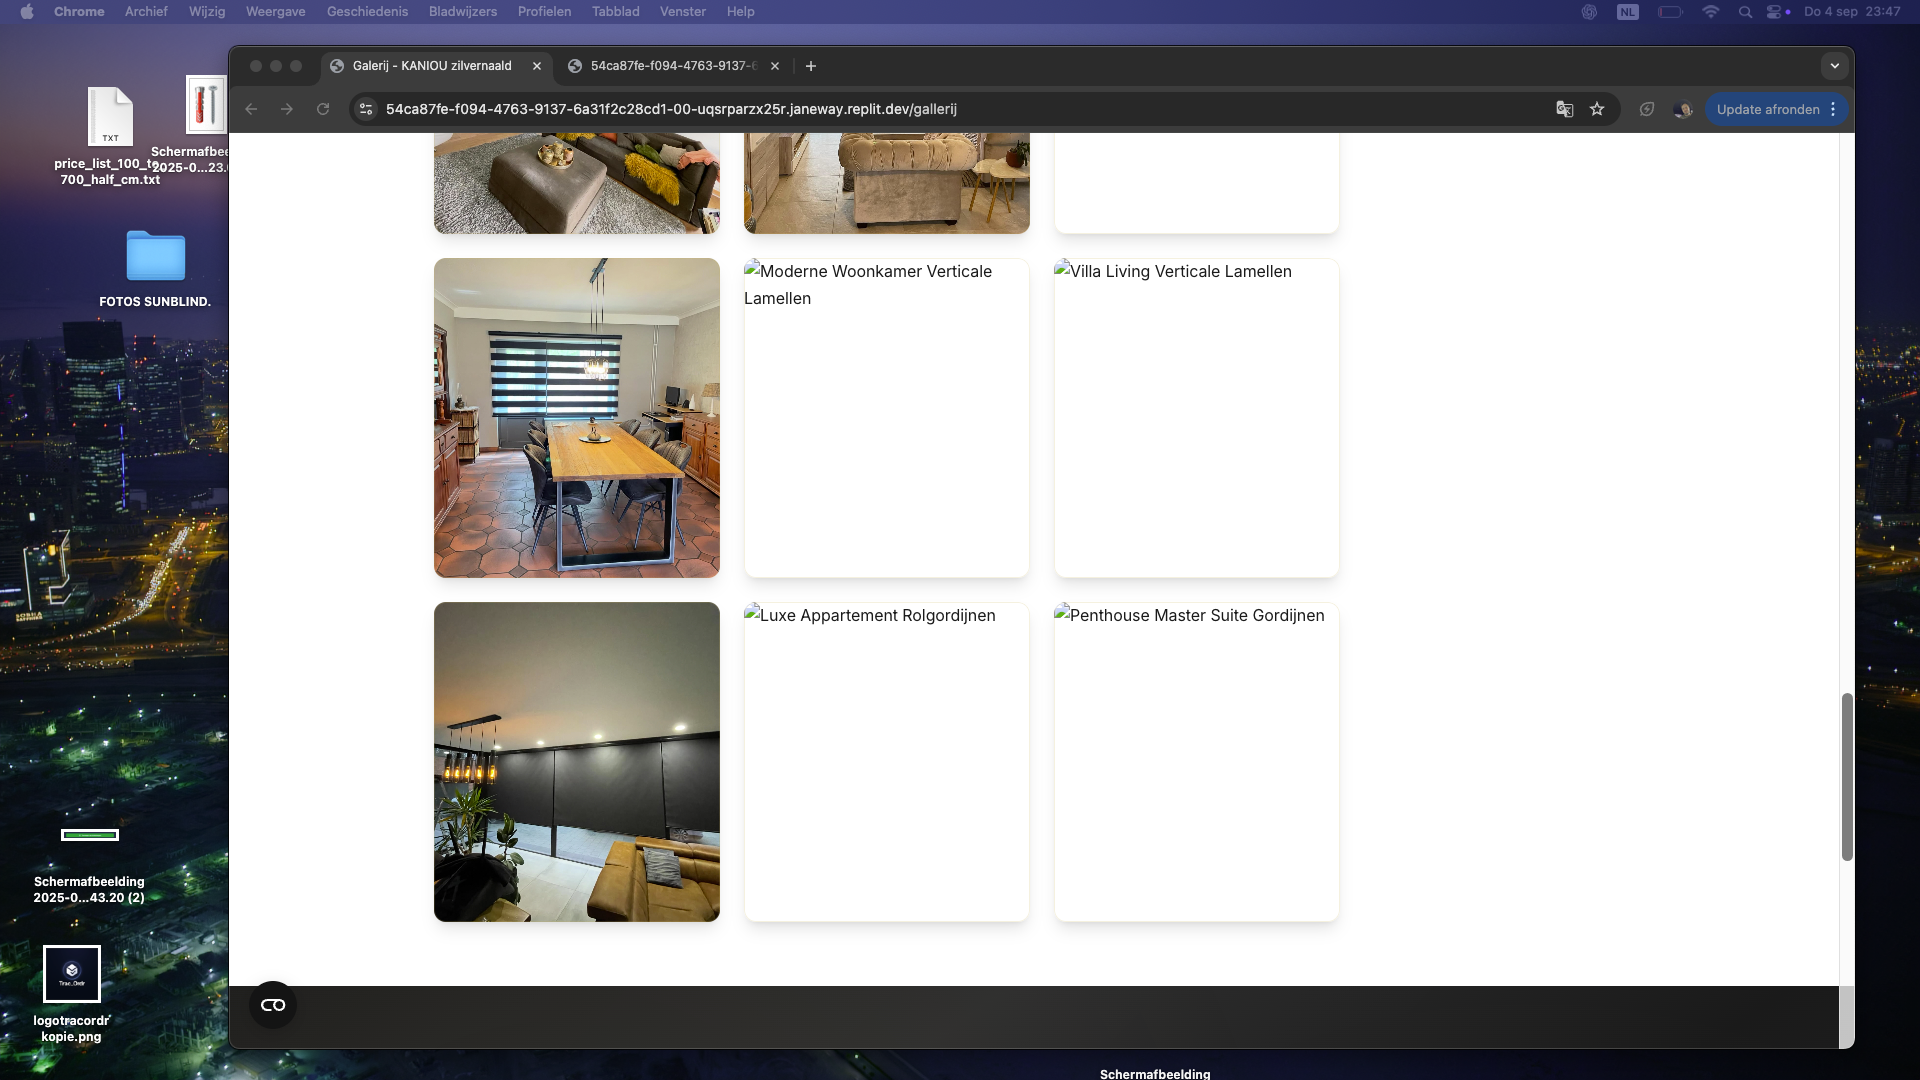 Chrome Archief Wijzig Weergave Geschiedenis Bladwijzers Profielen Tabblad Venster Help
NL Do 4 sep 23:47
Galerij - KANIOU zilvernaald
54ca87fe-f094-4763-9137-6
54ca87fe-f094-4763-9137-6a31f2c28cd1-00-uqsrparzx25r.janeway.replit.dev/gallerij
Update afronden
TXT
price_list_100_to_
700_half_cm.txt
Schermafbee
2025-0...23.
FOTOS SUNBLIND.
Moderne Woonkamer Verticale
Lamellen
Villa Living Verticale Lamellen
Luxe Appartement Rolgordijnen
Penthouse Master Suite Gordijnen
Schermafbeelding
2025-0...43.20 (2)
logotracordr
kopie.png
Schermafbeelding